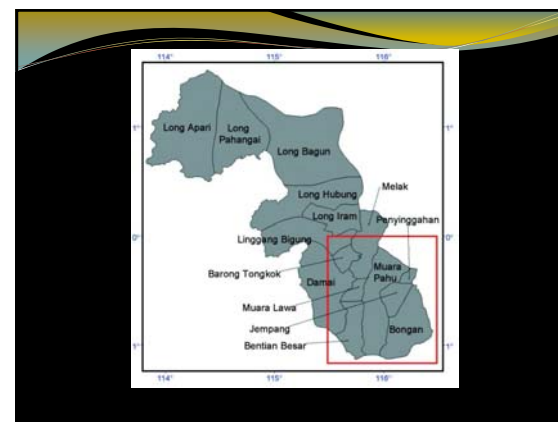 114° 115° 116°
Long Apari
Long
Pahangai
1° 1°
Long Bagun
Long Hubung
Melak
Long Iram
Penyinggahan
0° 0°
Linggang Bigung
Barong Tongkok
Muara
Pahu
Damai
Muara Lawa
Jempang
Bongan
Bentian Besar
1° 1°
114° 115° 116°